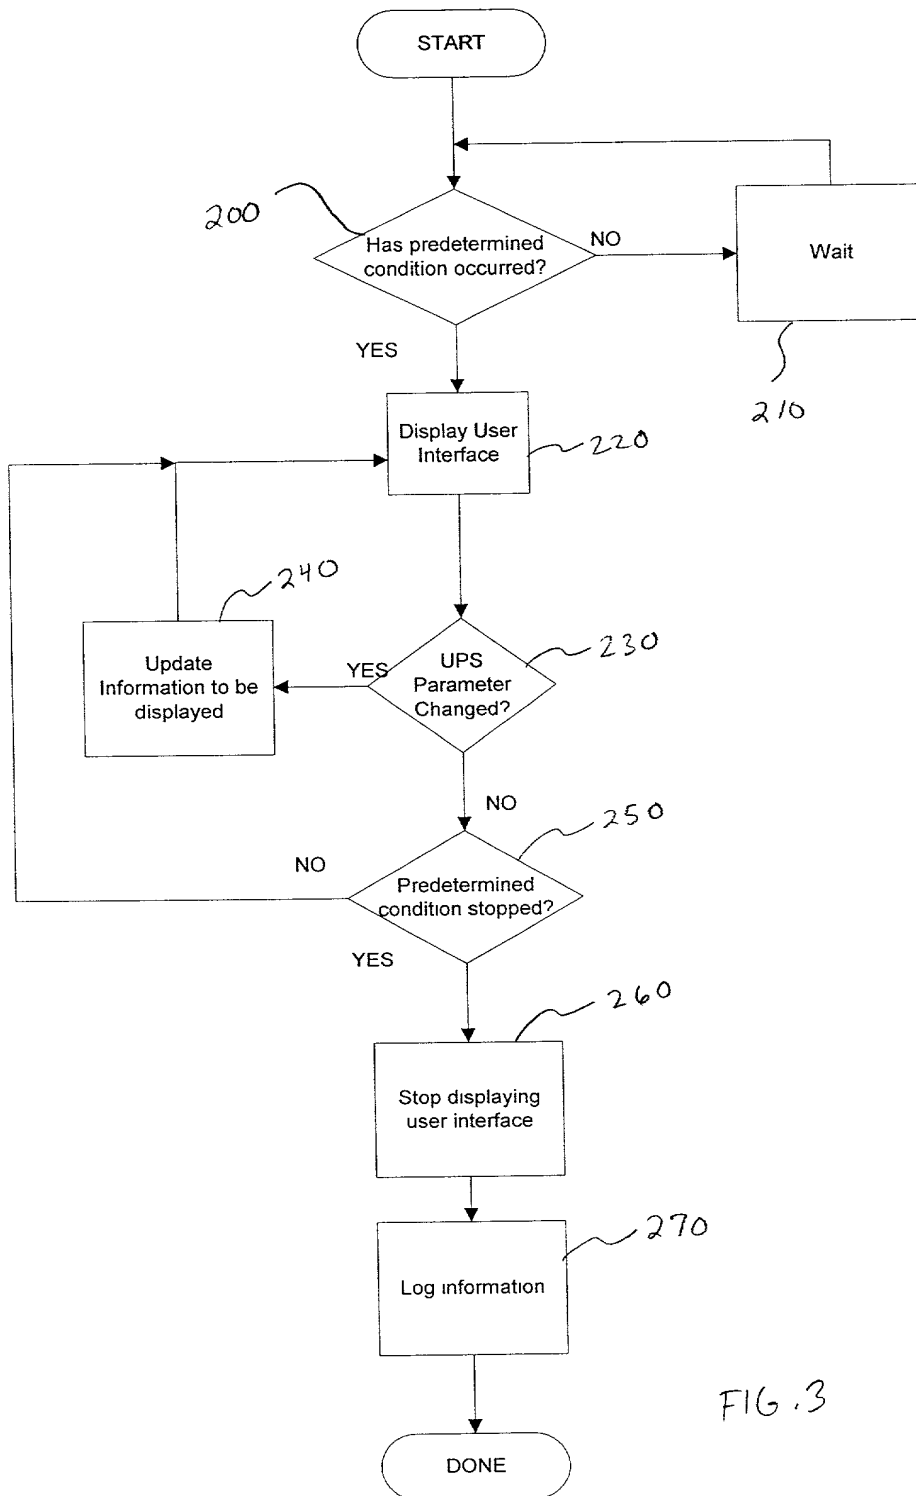 START
200
Has predetermined
condition occurred?
NO
Wait
YES
210
Display User
Interface
220
240
Update
Information to be
displayed
YES
UPS
Parameter
Changed?
230
NO
250
NO
Predetermined
condition stopped?
YES
260
Stop displaying
user interface
270
Log information
FIG. 3
DONE